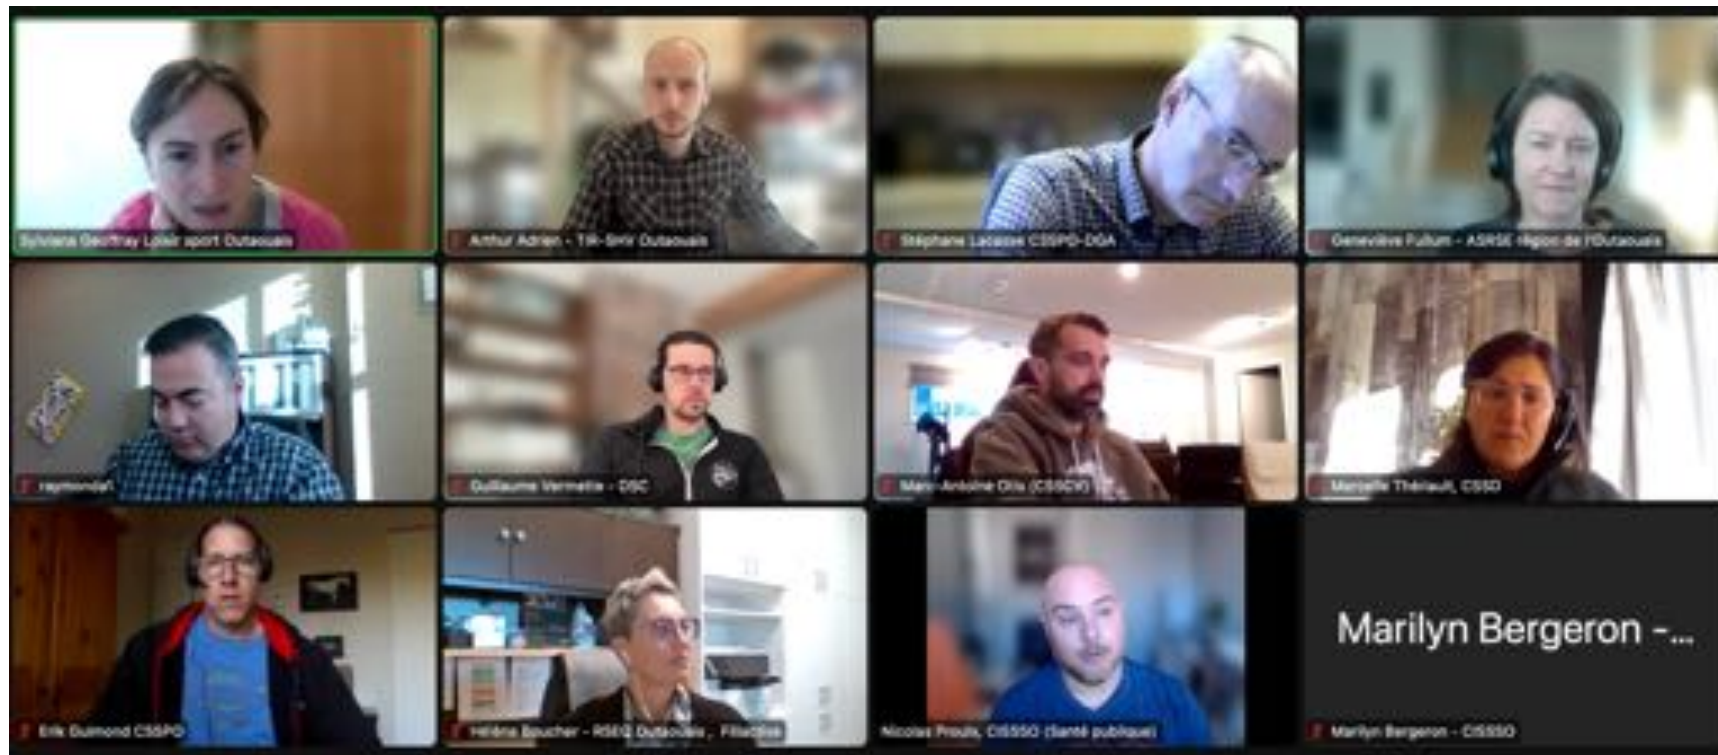 Sylviane Geoffray Loisir sport Outaouais
Arthur Adrien - TIR-SHV Outaouais
Stéphane Lacasse CSSPO-DGA
Geneviève Fullum - ASRSE région de l'Outaouais
Guillaume Vermette - DSC
Marc-Antoine Otis (CSSCV)
Marcelle Thériault, CSSD
Erik Guimond CSSPO
Hélène Boucher - RSEQ Outaouais, Fillactive
Nicolas Proulx, CISSSO (Santé publique)
Marilyn Bergeron -...
Marilyn Bergeron - CISSSO